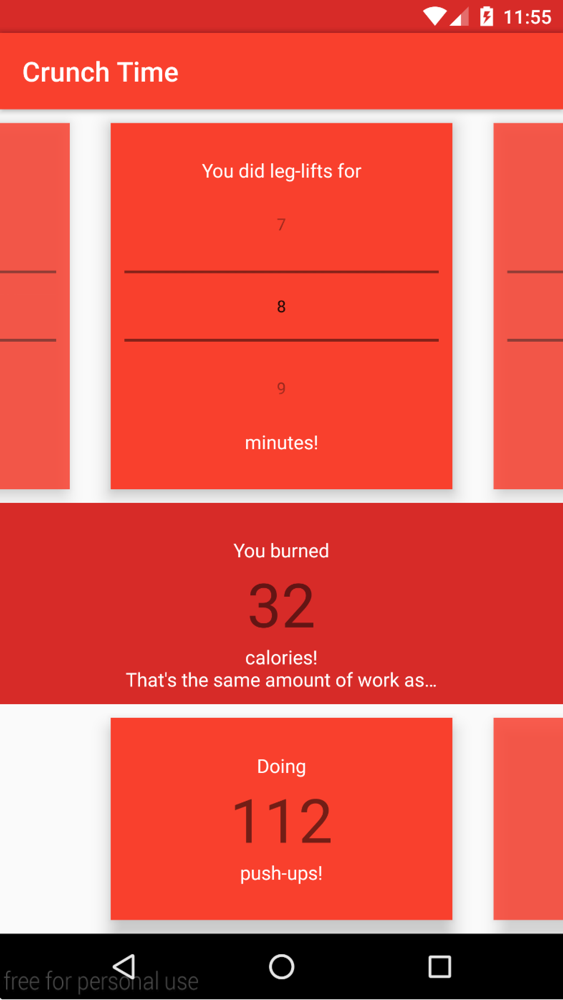 11:55
Crunch Time
You did leg-lifts for
7
8
9
minutes!
You burned
32
calories!
That's the same amount of work as…
Doing
112
push-ups!
free for personal use